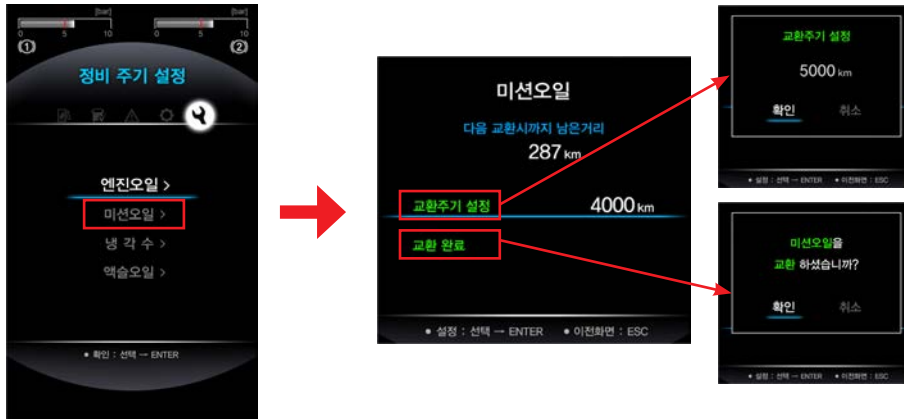 [bar] [bar]
0 5 10 0 5 10
(1) (2)
정비 주기 설정
엔진오일 >
미션오일 >
냉 각 수 >
액슬오일 >
• 확인 : 선택 → ENTER
미션오일
다음 교환시까지 남은거리
287 km
교환주기 설정 4000 km
교환 완료
• 설정 : 선택 → ENTER • 이전화면 : ESC
교환주기 설정
5000 km
확인 취소
• 설정 : 선택 → ENTER • 이전화면 : ESC
미션오일을
교환 하셨습니까?
확인 취소
• 설정 : 선택 → ENTER • 이전화면 : ESC